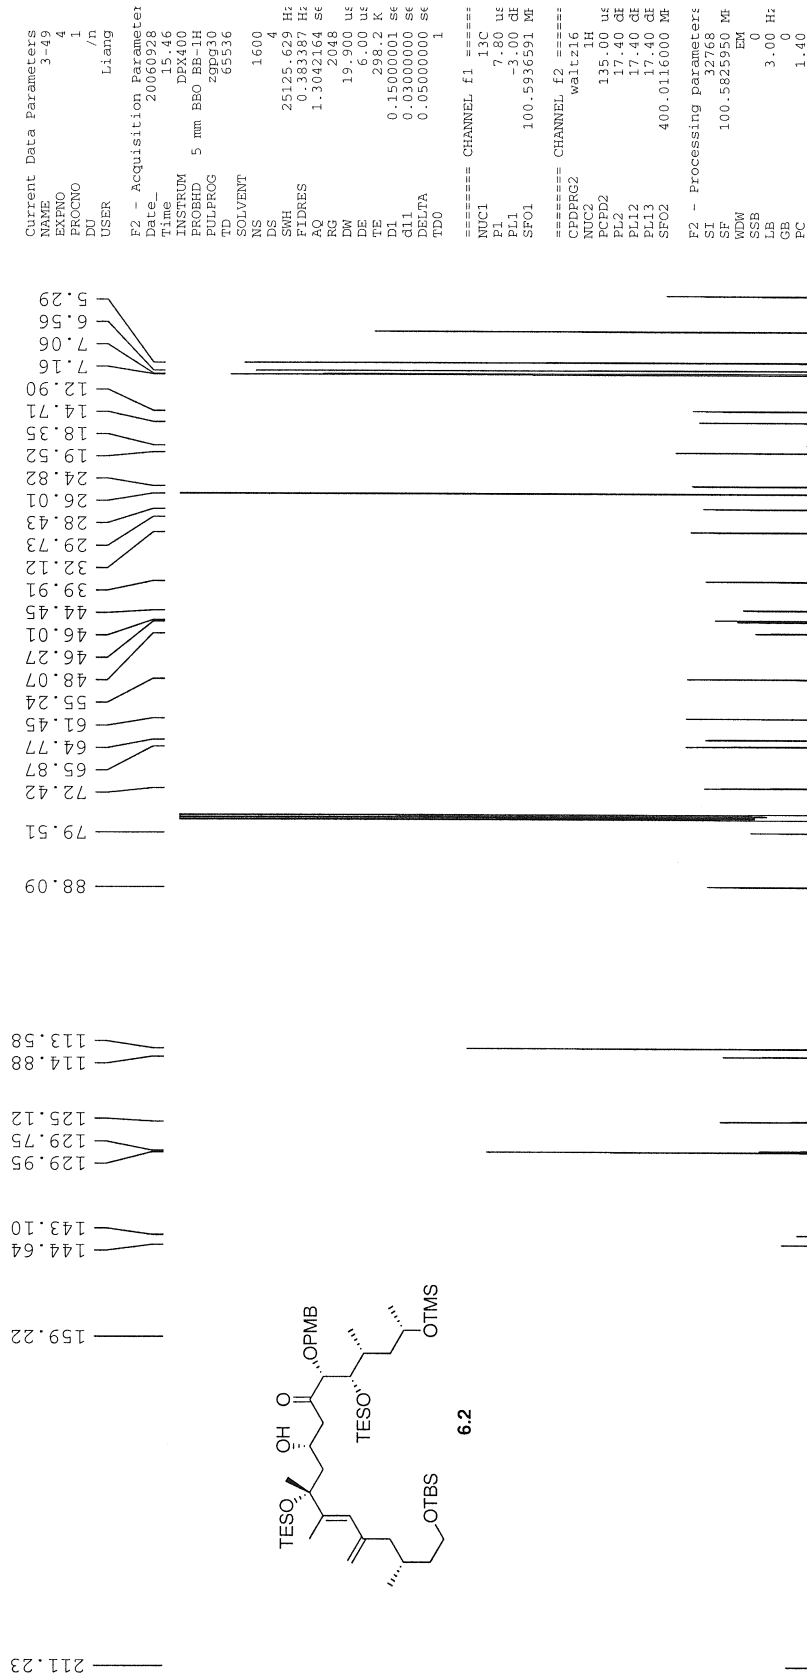 Current Data Parameters
NAME 3-49
EXPNO 4
PROCNO 1
DU /n
USER Liang
F2 - Acquisition Parameter
Date_ 20060928
Time 15.46
INSTRUM DPX400
PROBHD 5 mm BBO BB-1H
PULPROG zgpg30
TD 65536
SOLVENT
NS 1600
DS 4
SWH 25125.629 Hz
FIDRES 0.383387 Hz
AQ 1.3042164 se
RG 2048
DW 19.900 us
DE 6.00 us
TE 298.2 K
D1 0.15000001 se
d11 0.03000000 se
DELTA 0.05000000 se
TD0 1
======== CHANNEL f1 ======
NUC1 13C
P1 7.80 us
PL1 -3.00 dB
SFO1 100.5936591 MH
======== CHANNEL f2 ======
CPDPRG2 waltz16
NUC2 1H
PCPD2 135.00 us
PL2 17.40 dB
PL12 17.40 dB
PL13 17.40 dB
SFO2 400.0116000 MH
F2 - Processing parameters
SI 32768
SF 100.5825950 MH
WDW EM
SSB 0
LB 3.00 Hz
GB 0
PC 1.40
5.29
6.56
7.06
7.16
12.90
14.71
18.35
19.52
24.82
26.01
28.43
29.73
32.12
39.91
44.45
46.01
46.27
48.07
55.24
61.45
64.77
65.87
72.42
79.51
88.09
113.58
114.88
125.12
129.75
129.95
143.10
144.64
159.22
211.23
OPMB
OTMS
O
TESO
OH
TESO
OTBS
6.2